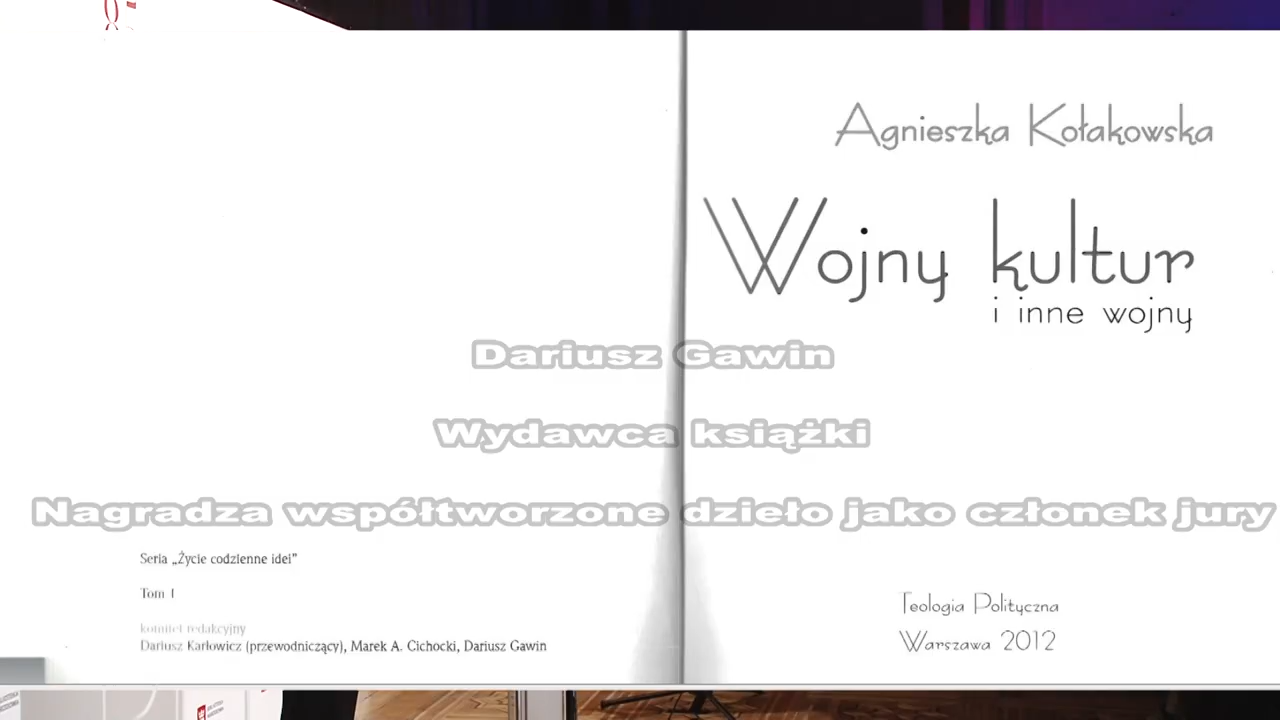 Agnieszka Kołakowska
Wojny kultur
i inne wojny
Dariusz Gawin
Wydawca książki
Nagradza współtworzone dzieło jako członek jury
Seria „Życie codzienne idei”
Tom I
komitet redakcyjny
Dariusz Karłowicz (przewodniczący), Marek A. Cichocki, Dariusz Gawin
Teologia Polityczna
Warszawa 2012